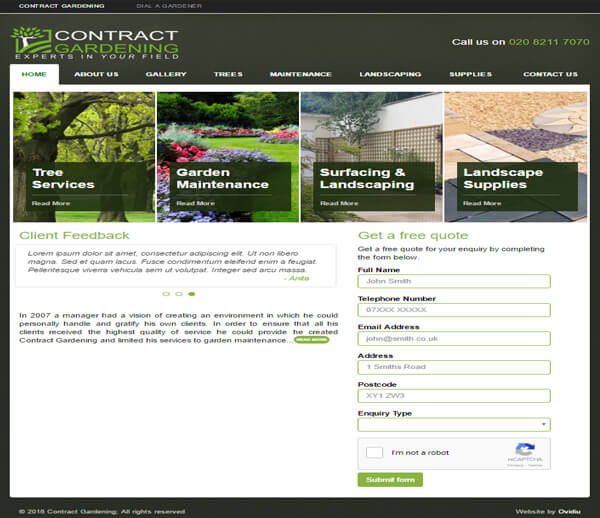 CONTRACT GARDENING DIAL A GARDENER
CONTRACT
GARDENING
EXPERTS IN YOUR FIELD
Call us on 020 8211 7070
HOME ABOUT US GALLERY TREES MAINTENANCE LANDSCAPING SUPPLIES CONTACT US
Tree
Services
Read More
Garden
Maintenance
Read More
Surfacing &
Landscaping
Read More
Landscape
Supplies
Read More
Client Feedback
Lorem ipsum dolor sit amet, consectetur adipiscing elit. Ut non libero
magna. Sed et quam lacus. Fusce condimentum eleifend enim a feugiat.
Pellentesque viverra vehicula sem ut volutpat. Integer sed arcu massa.
- Anita
In 2007 a manager had a vision of creating an environment in which he could
personally handle and gratify his own clients. In order to ensure that all his
clients received the highest quality of service he could provide he created
Contract Gardening and limited his services to garden maintenance... READ MORE
Get a free quote
Get a free quote for your enquiry by completing
the form below.
Full Name
John Smith
Telephone Number
07XXX XXXXX
Email Address
john@smith.co.uk
Address
1 Smiths Road
Postcode
XY1 ZW3
Enquiry Type
I'm not a robot
reCAPTCHA
Privacy - Terms
Submit form
© 2016 Contract Gardening; All rights reserved
Website by Ovidiu